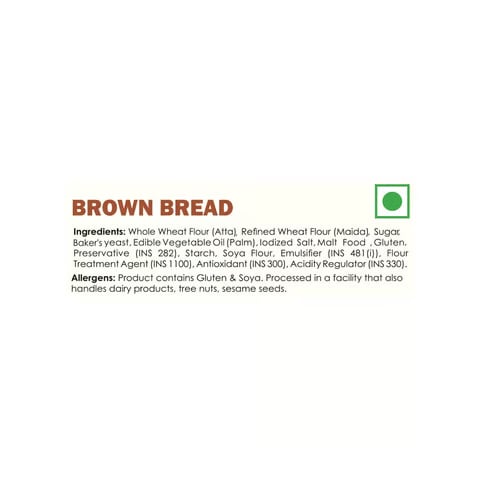 BROWN BREAD
Ingredients: Whole Wheat Flour (Atta), Refined Wheat Flour (Maida), Sugar,
Baker's yeast, Edible Vegetable Oil (Palm), Iodized Salt, Malt Food , Gluten,
Preservative (INS 282), Starch, Soya Flour, Emulsifier (INS 481(i)), Flour
Treatment Agent (INS 1100), Antioxidant (INS 300), Acidity Regulator (INS 330).
Allergens: Product contains Gluten & Soya. Processed in a facility that also
handles dairy products, tree nuts, sesame seeds.